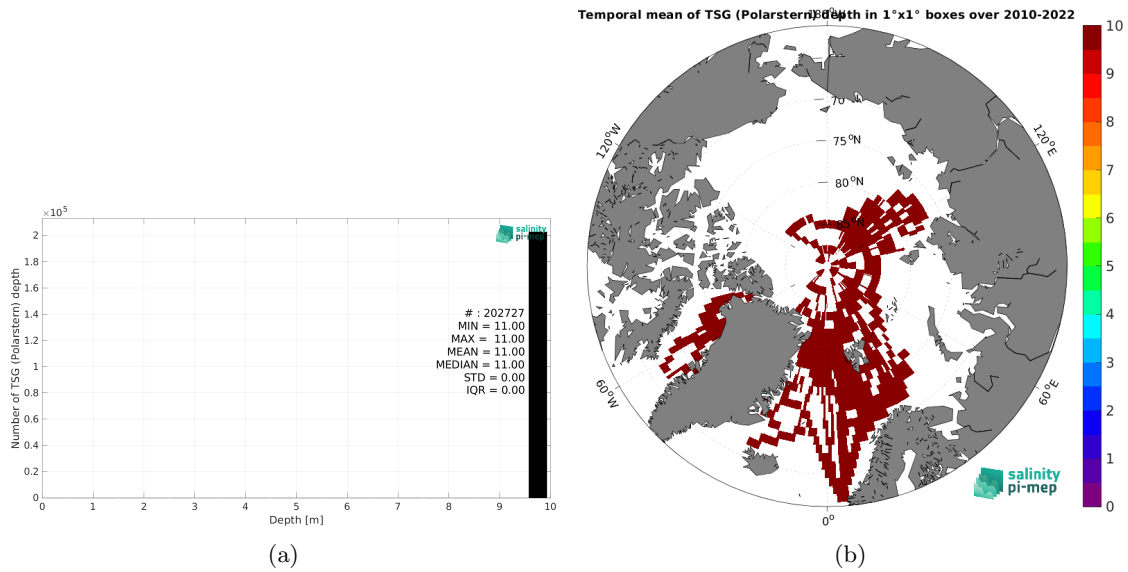 ×10⁵
2
1.8
1.6
1.4
1.2
1
0.8
0.6
0.4
0.2
0
Number of TSG (Polarstern) depth
salinity
pi-mep
# : 202727
MIN = 11.00
MAX = 11.00
MEAN = 11.00
MEDIAN = 11.00
STD = 0.00
IQR = 0.00
0 1 2 3 4 5 6 7 8 9 10
Depth [m]
(a)
Temporal mean of TSG (Polarstern) depth in 1°x1° boxes over 2010-2022
180°W
120°W
120°E
70°N
75°N
80°N
85°N
60°W
60°E
0°
salinity
pi-mep
10
9
8
7
6
5
4
3
2
1
0
(b)